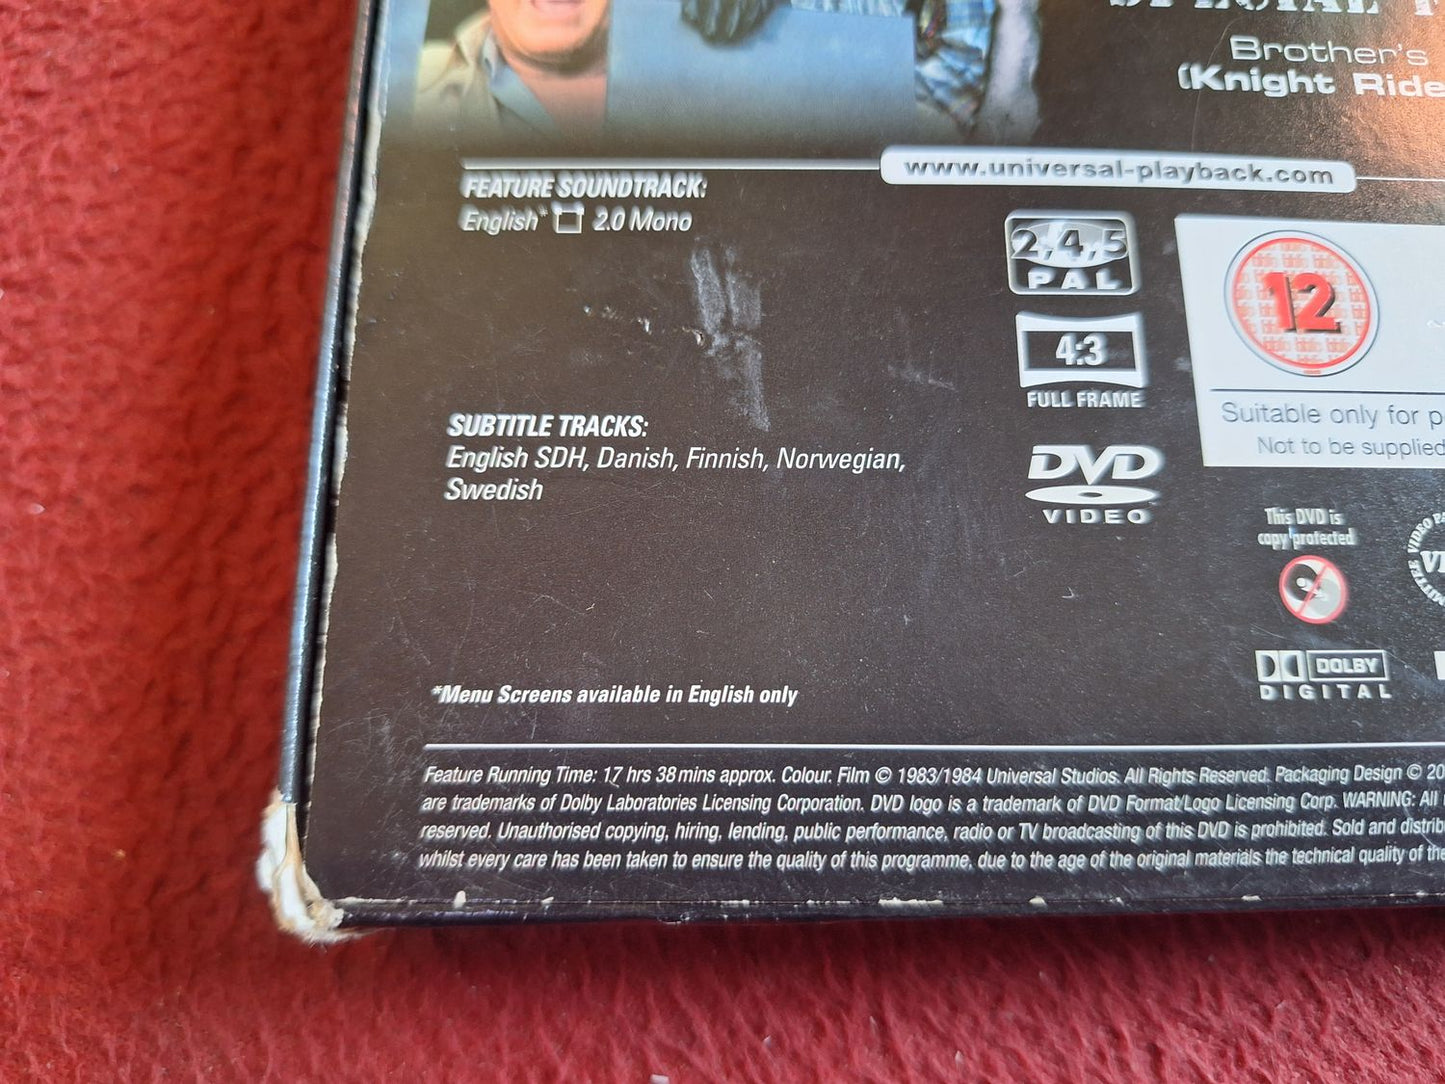 SPECIAL F
Brother's
(Knight Ride
www.universal-playback.com
FEATURE SOUNDTRACK:
English* 2.0 Mono
2,4,5
PAL
12
4:3
FULL FRAME
Suitable only for p
Not to be supplied
SUBTITLE TRACKS:
English SDH, Danish, Finnish, Norwegian,
Swedish
DVD
VIDEO
This DVD is
copy protected
DOLBY
DIGITAL
*Menu Screens available in English only
Feature Running Time: 17 hrs 38 mins approx. Colour. Film © 1983/1984 Universal Studios. All Rights Reserved. Packaging Design © 20
are trademarks of Dolby Laboratories Licensing Corporation. DVD logo is a trademark of DVD Format/Logo Licensing Corp. WARNING: All
reserved. Unauthorised copying, hiring, lending, public performance, radio or TV broadcasting of this DVD is prohibited. Sold and distrib
whilst every care has been taken to ensure the quality of this programme, due to the age of the original materials the technical quality of the